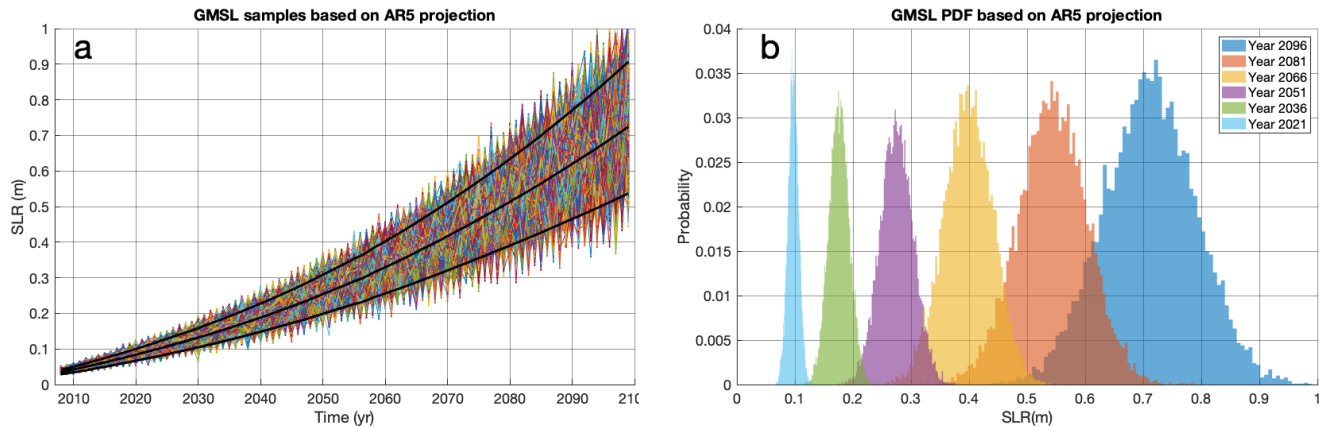 GMSL samples based on AR5 projection
a
1
0.9
0.8
0.7
0.6
0.5
0.4
0.3
0.2
0.1
0
SLR (m)
2010 2020 2030 2040 2050 2060 2070 2080 2090 210
Time (yr)
GMSL PDF based on AR5 projection
b
0.04
0.035
0.03
0.025
0.02
0.015
0.01
0.005
0
Probability
Year 2096
Year 2081
Year 2066
Year 2051
Year 2036
Year 2021
0 0.1 0.2 0.3 0.4 0.5 0.6 0.7 0.8 0.9 1
SLR(m)